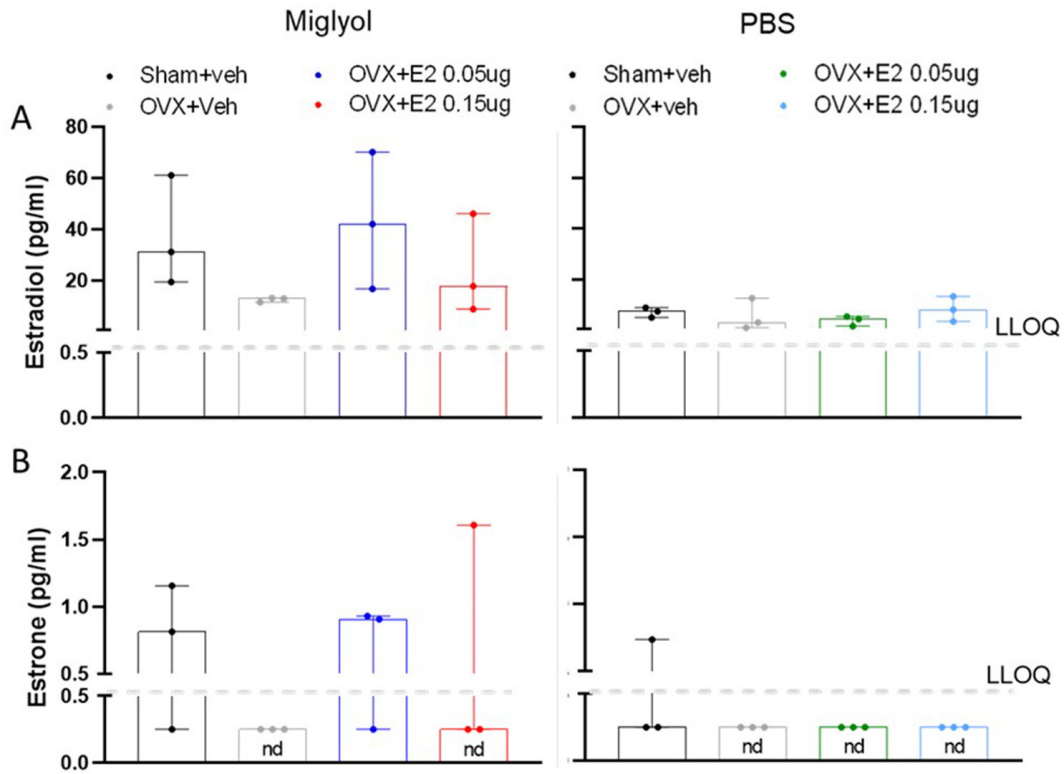 Miglyol PBS
Sham+veh OVX+E2 0.05ug Sham+veh OVX+E2 0.05ug
OVX+Veh OVX+E2 0.15ug OVX+veh OVX+E2 0.15ug
A
80
60
40
20
0.5
0.0
Estradiol (pg/ml)
LLOQ
B
2.0
1.5
1.0
0.5
0.5
0.0
Estrone (pg/ml)
LLOQ
nd nd nd nd nd